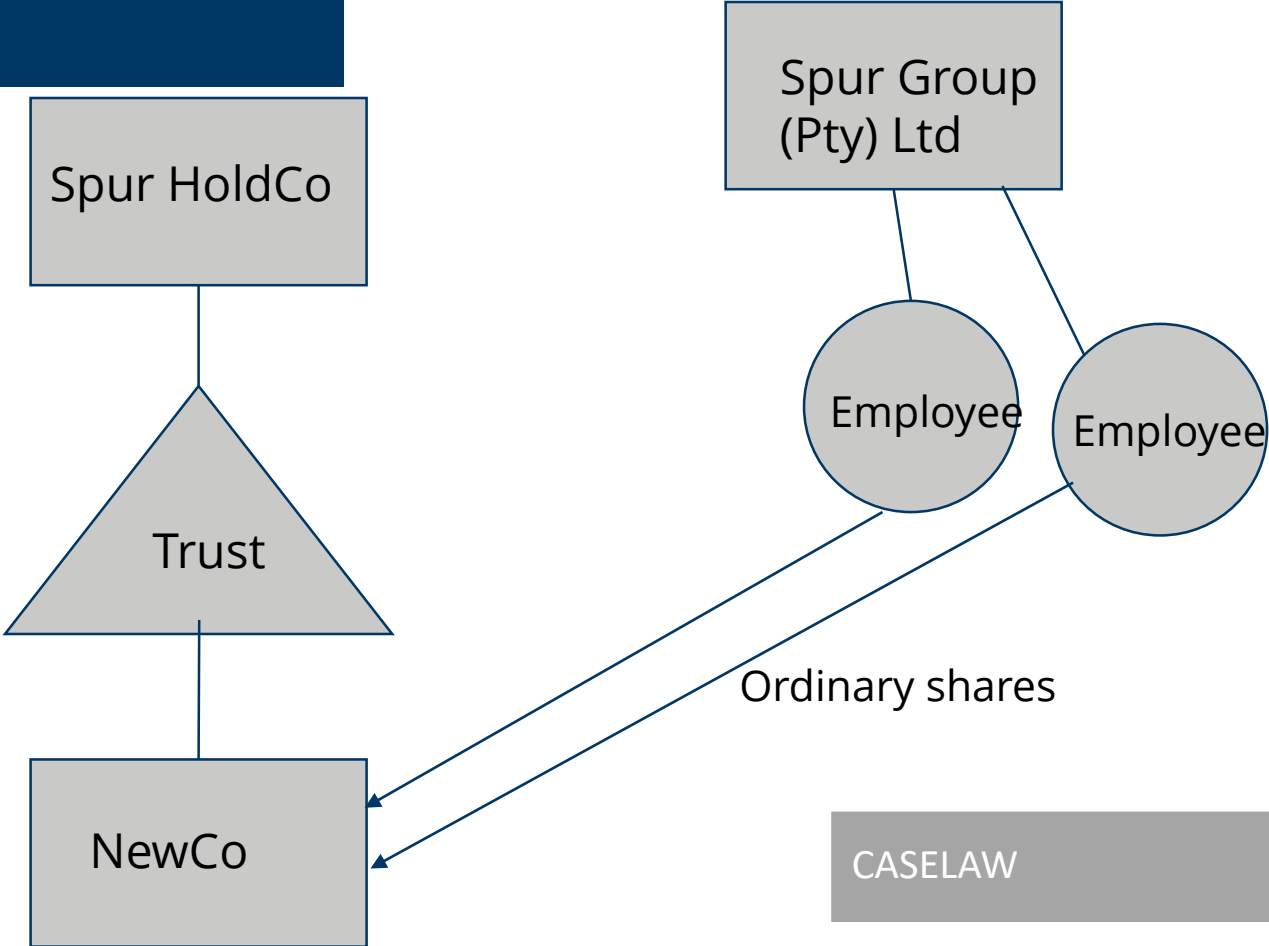 Spur Group
(Pty) Ltd
Spur HoldCo
Employee
Employee
Trust
Ordinary shares
NewCo
CASELAW